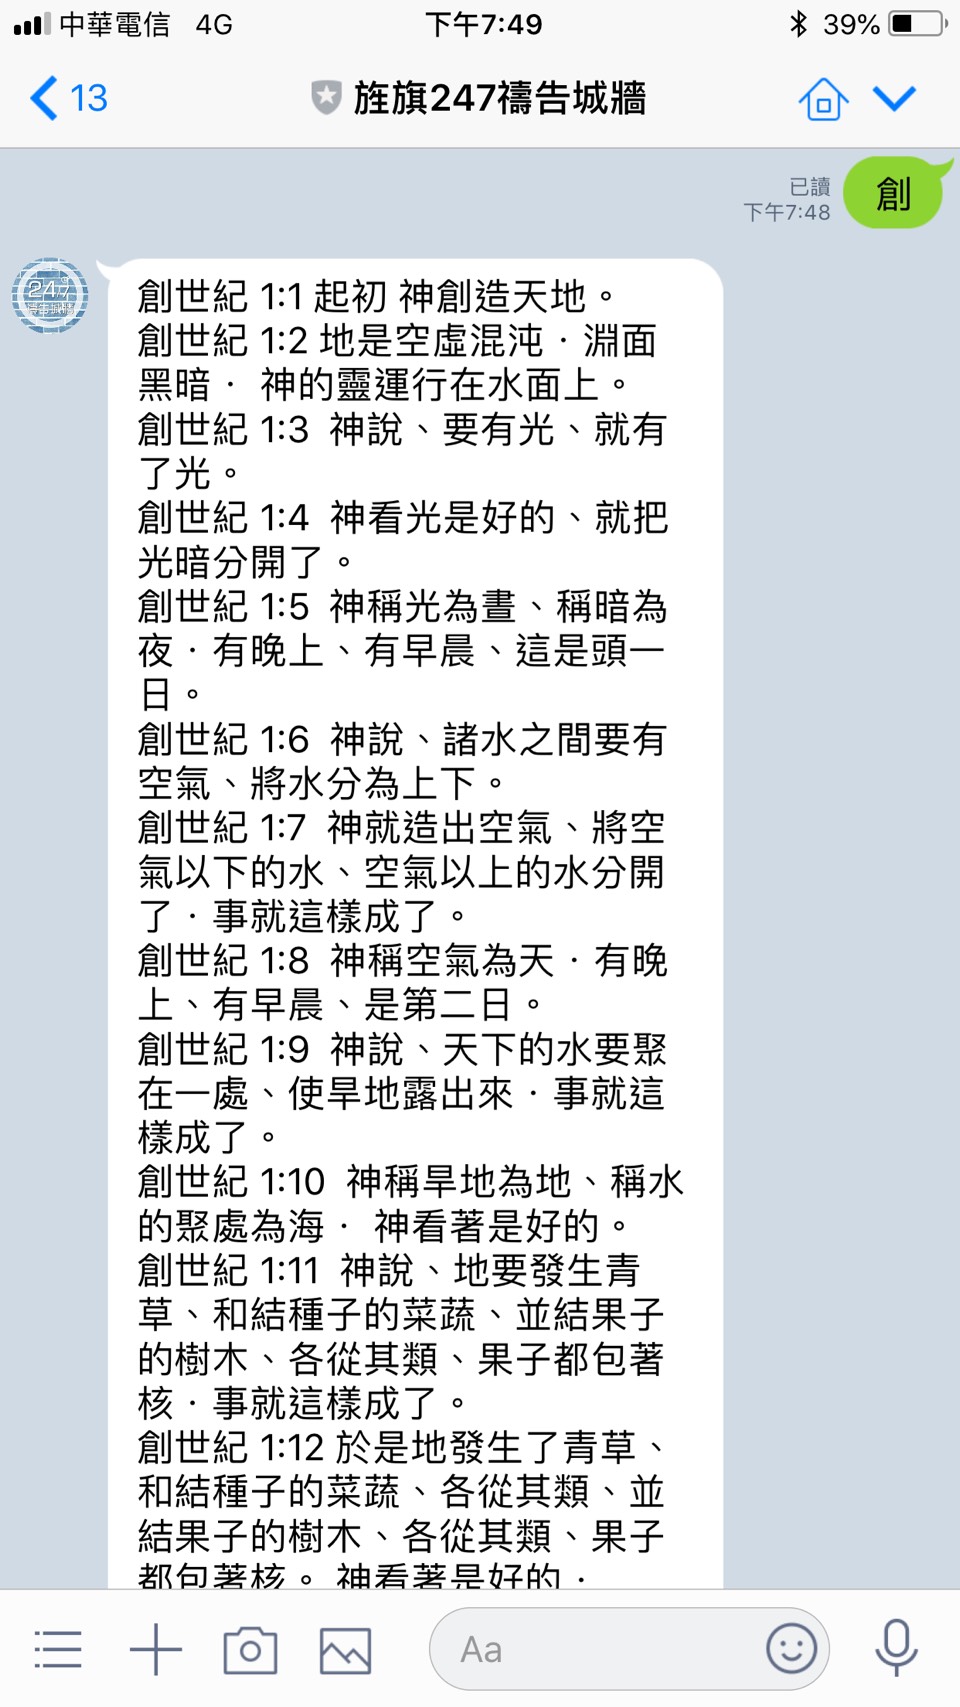 中華電信 4G 下午7:49 39%
13 旌旗247禱告城牆
已讀
下午7:48 創
247
禱告城牆
創世紀 1:1 起初 神創造天地。
創世紀 1:2 地是空虛混沌．淵面
黑暗． 神的靈運行在水面上。
創世紀 1:3 神說、要有光、就有
了光。
創世紀 1:4 神看光是好的、就把
光暗分開了。
創世紀 1:5 神稱光為晝、稱暗為
夜．有晚上、有早晨、這是頭一
日。
創世紀 1:6 神說、諸水之間要有
空氣、將水分為上下。
創世紀 1:7 神就造出空氣、將空
氣以下的水、空氣以上的水分開
了．事就這樣成了。
創世紀 1:8 神稱空氣為天．有晚
上、有早晨、是第二日。
創世紀 1:9 神說、天下的水要聚
在一處、使旱地露出來．事就這
樣成了。
創世紀 1:10 神稱旱地為地、稱水
的聚處為海． 神看著是好的。
創世紀 1:11 神說、地要發生青
草、和結種子的菜蔬、並結果子
的樹木、各從其類、果子都包著
核．事就這樣成了。
創世紀 1:12 於是地發生了青草、
和結種子的菜蔬、各從其類、並
結果子的樹木、各從其類、果子
都包著核。 神看著是好的．
Aa